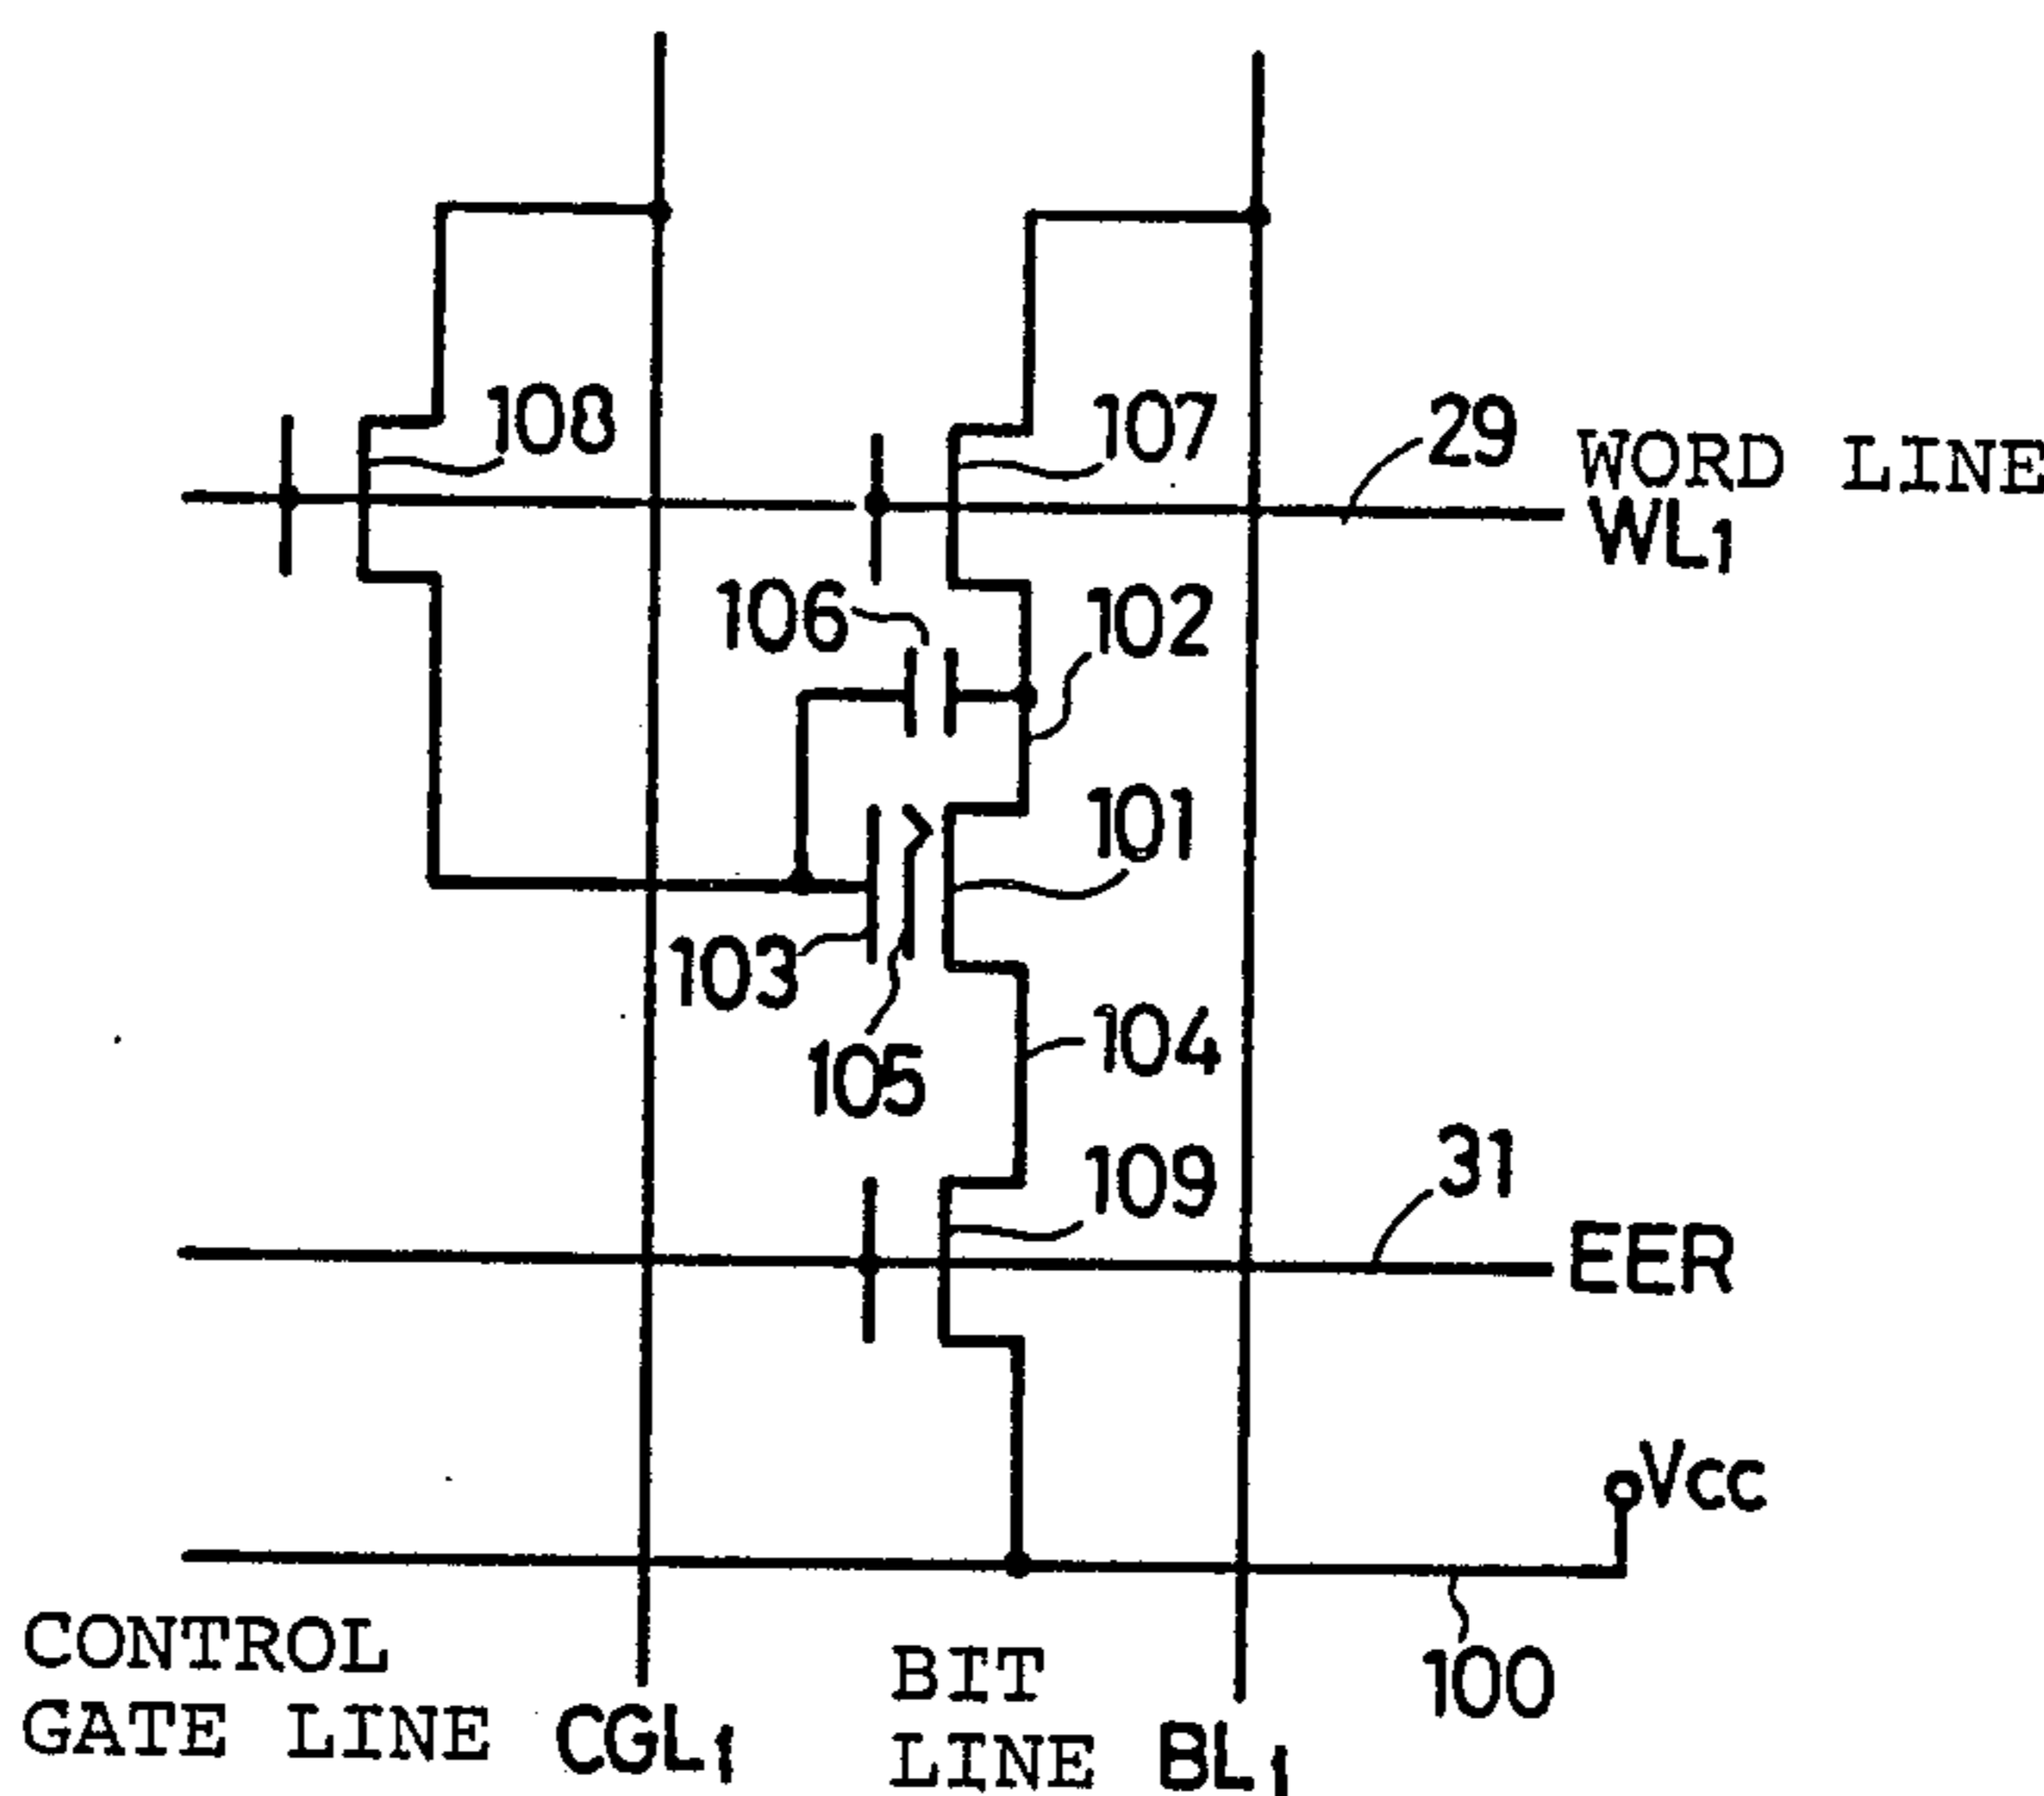 108
107
29
WORD LINE
WL1
106
102
101
103
105
104
109
31
EER
VCC
100
CONTROL
GATE LINE
CGL1
BIT
LINE
BL1